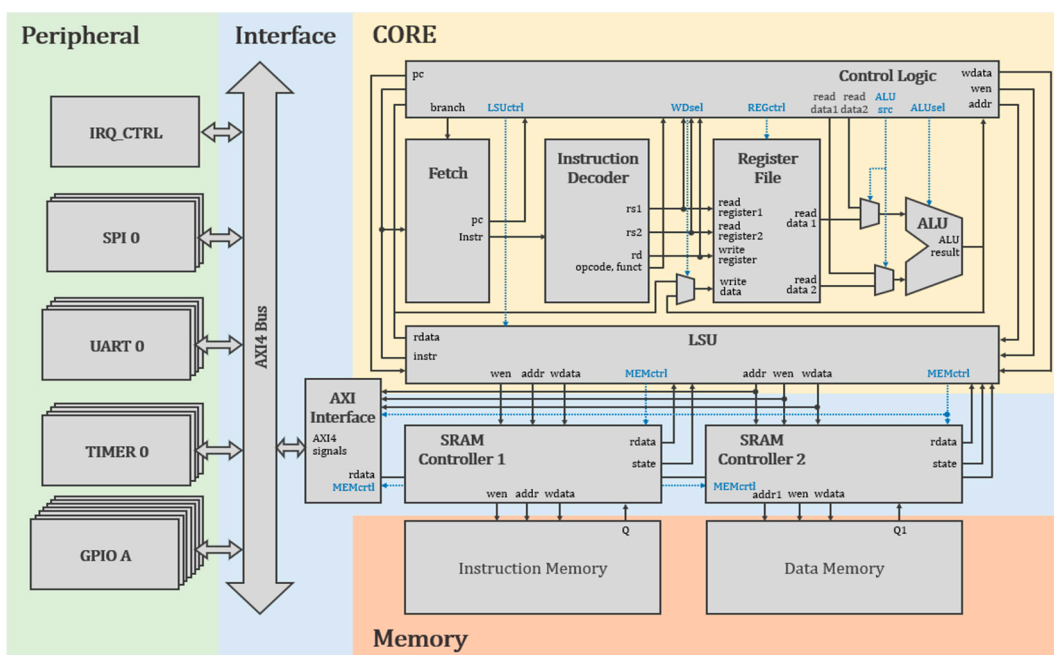 Peripheral
Interface
CORE
IRQ_CTRL
SPI 0
UART 0
TIMER 0
GPIO A
AXI4 Bus
pc
Control Logic
wdata
wen
addr
branch
LSUctrl
WDsel
REGctrl
read
data1
read
data2
ALU
src
ALUsel
Fetch
pc
Instr
Instruction
Decoder
rs1
rs2
rd
opcode, funct
Register
File
read
register1
read
register2
write
register
write
data
read
data 1
read
data 2
ALU
ALU
result
rdata
instr
LSU
wen
addr
wdata
MEMctrl
addr
wen
wdata
MEMctrl
AXI
Interface
AXI4
signals
rdata
MEMcrtl
SRAM
Controller 1
rdata
state
wen
addr
wdata
SRAM
Controller 2
rdata
state
MEMcrtl
addr1
wen
wdata
Q
Instruction Memory
Q1
Data Memory
Memory